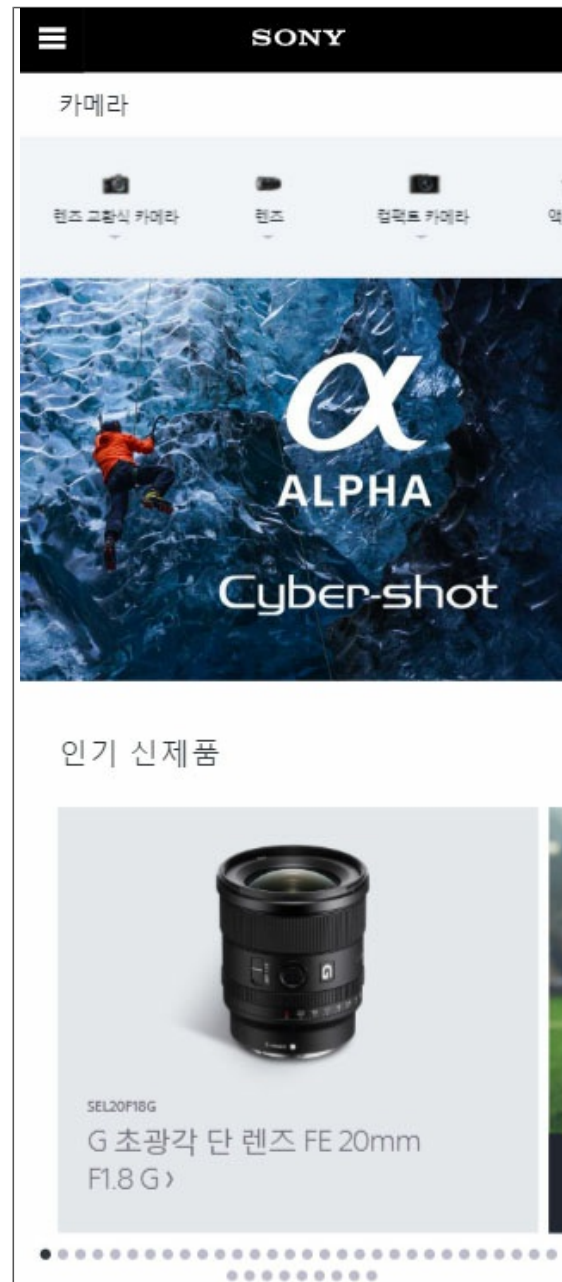 SONY
카메라
렌즈 교환식 카메라
렌즈
컴팩트 카메라
α
ALPHA
Cyber-shot
인기 신제품
G
SEL20F18G
G 초광각 단 렌즈 FE 20mm
F1.8 G ›